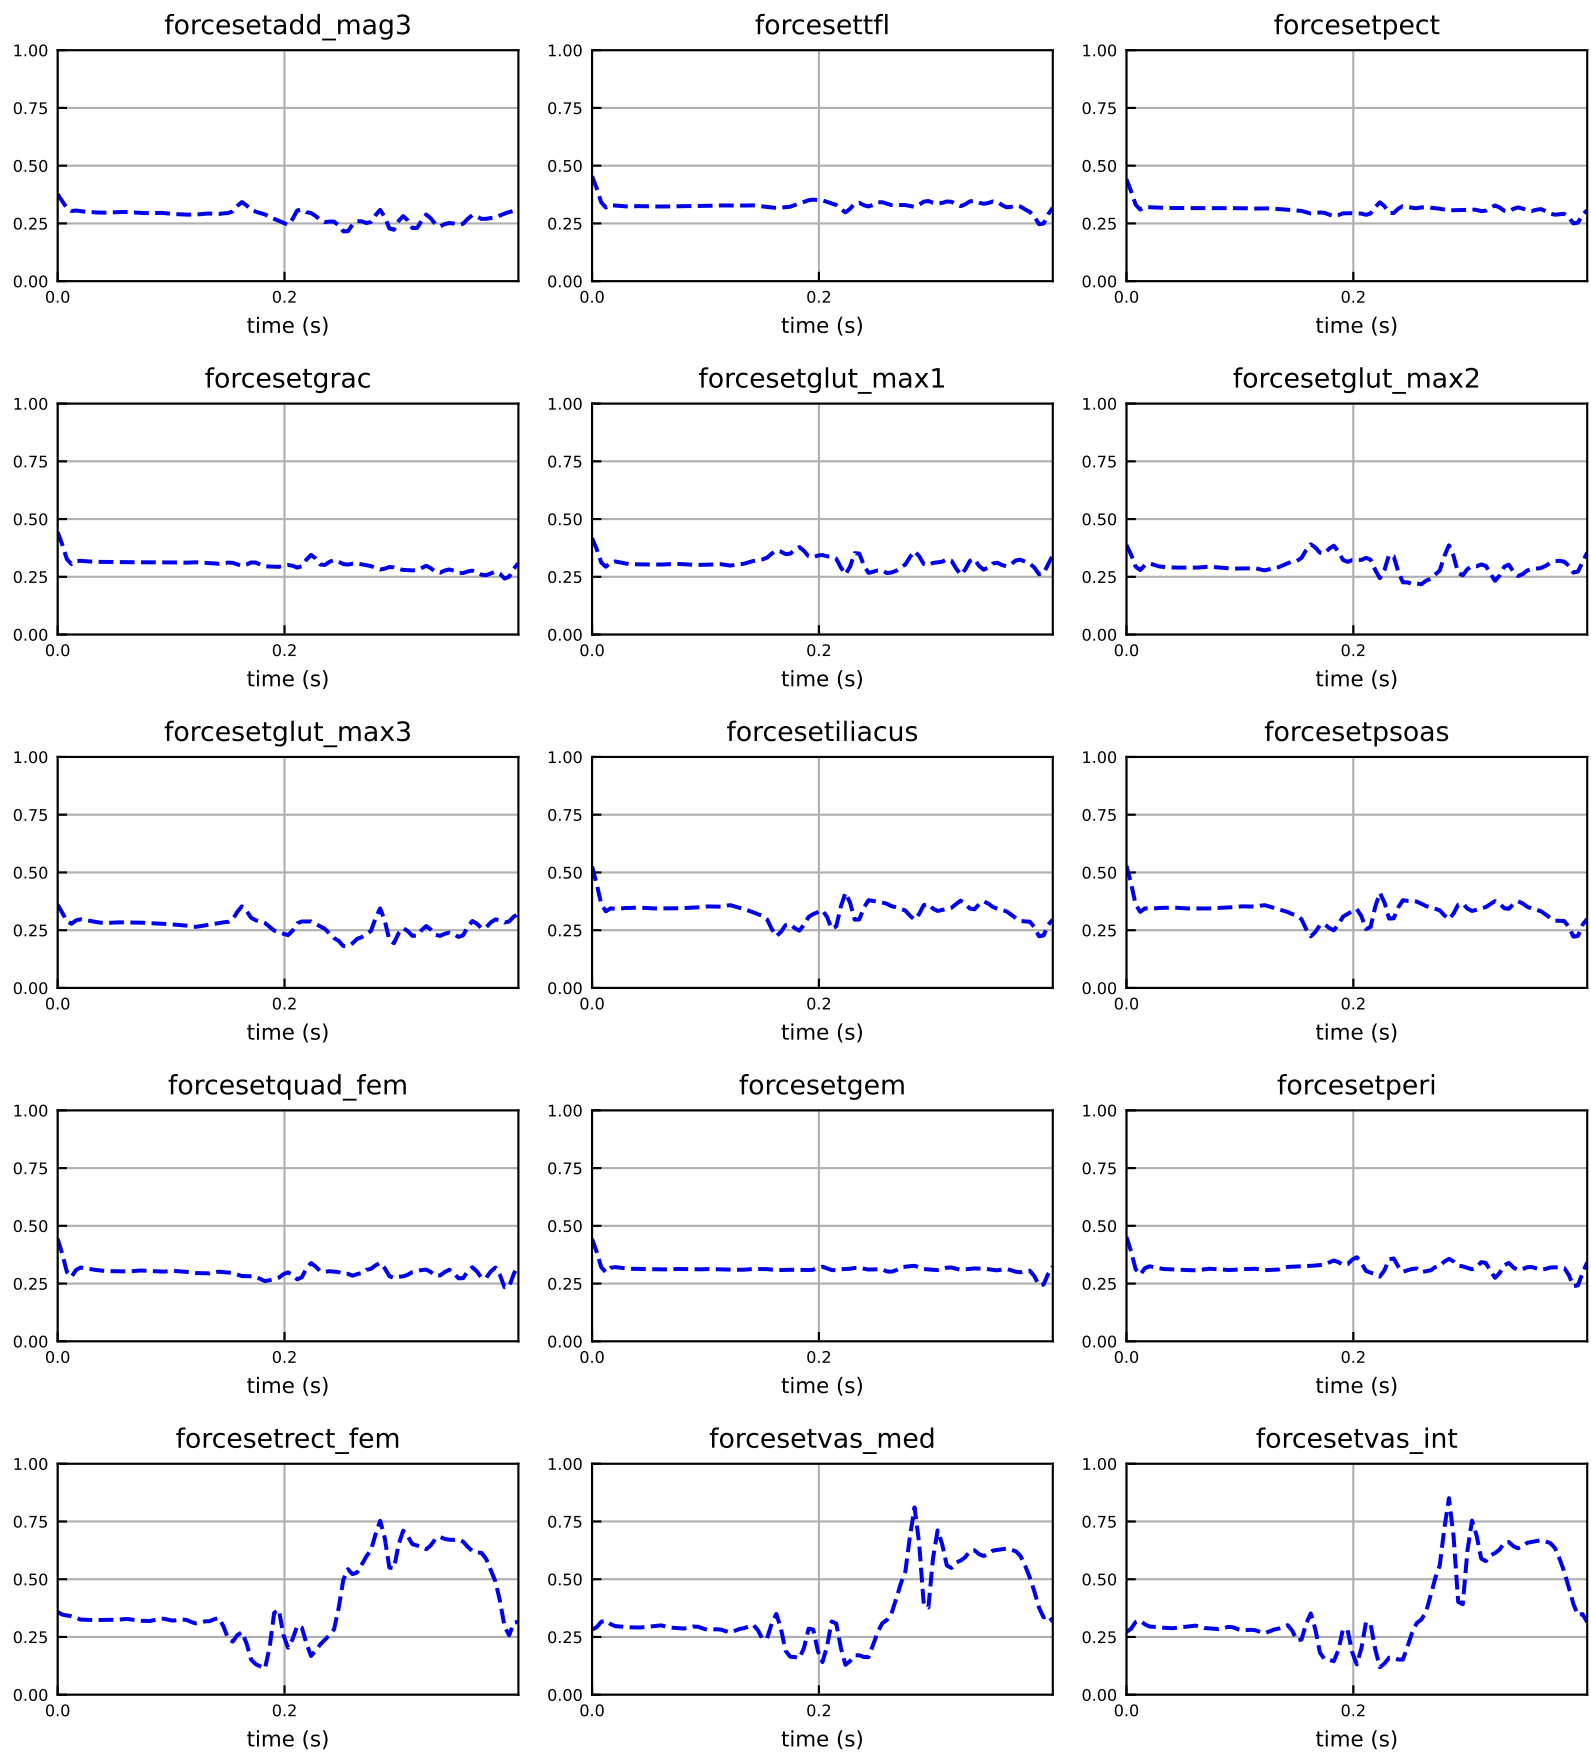 forcesetadd_mag3 forcesettfl forcesetpect
1.00 1.00 1.00
0.75 0.75 0.75
0.50 0.50 0.50
0.25 0.25 0.25
0.00 0.00 0.00
0.0 0.2 0.0 0.2 0.0 0.2
time (s) time (s) time (s)
forcesetgrac forcesetglut_max1 forcesetglut_max2
1.00 1.00 1.00
0.75 0.75 0.75
0.50 0.50 0.50
0.25 0.25 0.25
0.00 0.00 0.00
0.0 0.2 0.0 0.2 0.0 0.2
time (s) time (s) time (s)
forcesetglut_max3 forcesetiliacus forcesetpsoas
1.00 1.00 1.00
0.75 0.75 0.75
0.50 0.50 0.50
0.25 0.25 0.25
0.00 0.00 0.00
0.0 0.2 0.0 0.2 0.0 0.2
time (s) time (s) time (s)
forcesetquad_fem forcesetgem forcesetperi
1.00 1.00 1.00
0.75 0.75 0.75
0.50 0.50 0.50
0.25 0.25 0.25
0.00 0.00 0.00
0.0 0.2 0.0 0.2 0.0 0.2
time (s) time (s) time (s)
forcesetrect_fem forcesetvas_med forcesetvas_int
1.00 1.00 1.00
0.75 0.75 0.75
0.50 0.50 0.50
0.25 0.25 0.25
0.00 0.00 0.00
0.0 0.2 0.0 0.2 0.0 0.2
time (s) time (s) time (s)